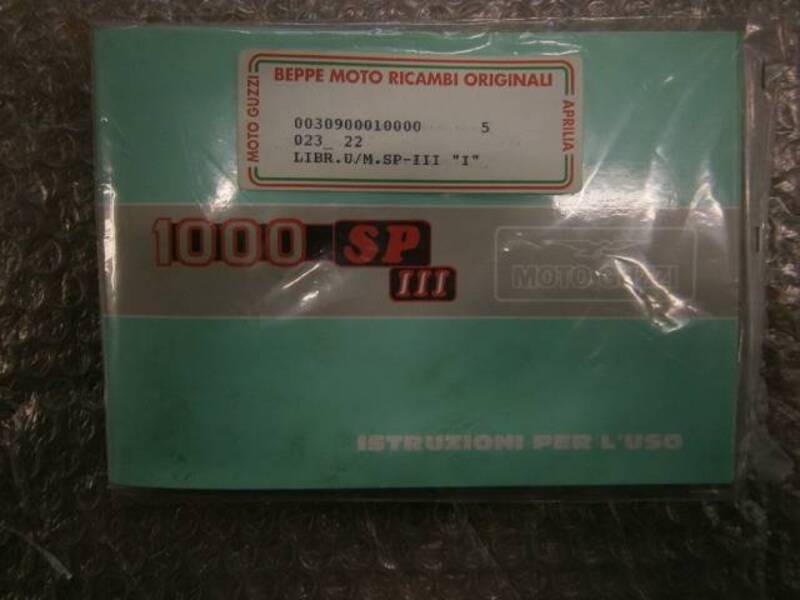 BEPPE MOTO RICAMBI ORIGINALI
MOTO GUZZI
APRILIA
0030900010000 5
023_ 22
LIBR.U/M.SP-III "I"
1000 SP
III
MOTO GUZZI
ISTRUZIONI PER L'USO